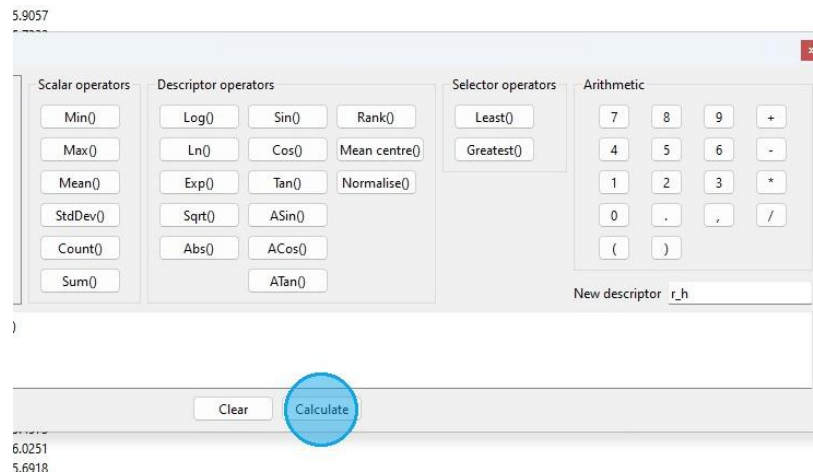 5.9057
Scalar operators
Min()
Max()
Mean()
StdDev()
Count()
Sum()
Descriptor operators
Log() Sin() Rank()
Ln() Cos() Mean centre()
Exp() Tan() Normalise()
Sqrt() ASin()
Abs() ACos()
ATan()
Selector operators
Least()
Greatest()
Arithmetic
7 8 9 +
4 5 6 -
1 2 3 *
0 . , /
( )
New descriptor r_h
)
Clear Calculate
6.0251
5.6918